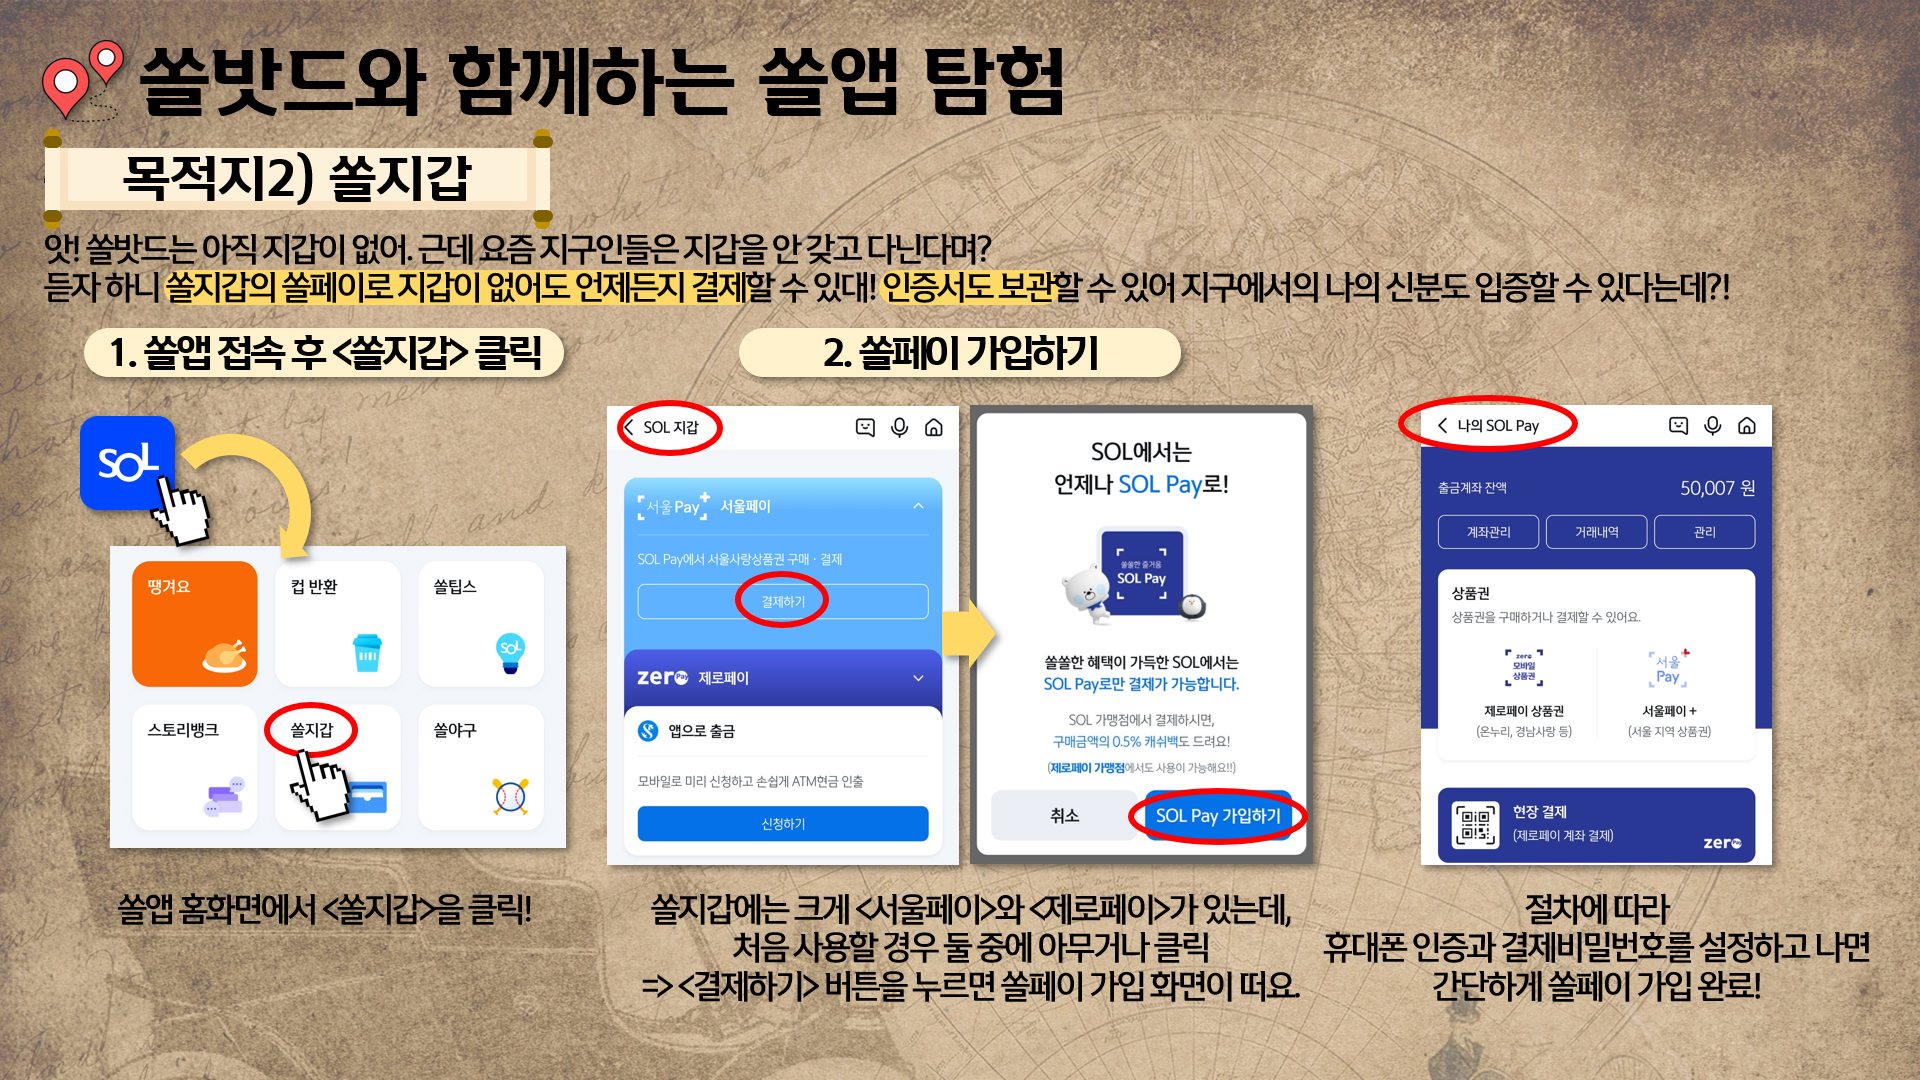 쏠밧드와 함께하는 쏠앱 탐험
목적지2) 쏠지갑
앗! 쏠밧드는 아직 지갑이 없어. 근데 요즘 지구인들은 지갑을 안 갖고 다닌다며?
듣자 하니 쏠지갑의 쏠페이로 지갑이 없어도 언제든지 결제할 수 있대! 인증서도 보관할 수 있어 지구에서의 나의 신분도 입증할 수 있다는데?!
1. 쏠앱 접속 후 <쏠지갑> 클릭
SOL
땡겨요
컵 반환
쏠팁스
SOL
스토리뱅크
쏠지갑
쏠야구
쏠앱 홈화면에서 <쏠지갑>을 클릭!
2. 쏠페이 가입하기
SOL 지갑
서울Pay+ 서울페이
SOL Pay에서 서울사랑상품권 구매 · 결제
결제하기
zero Pay 제로페이
앱으로 출금
모바일로 미리 신청하고 손쉽게 ATM현금 인출
신청하기
SOL에서는
언제나 SOL Pay로!
쏠쏠한 즐거움
SOL Pay
쏠쏠한 혜택이 가득한 SOL에서는
SOL Pay로만 결제가 가능합니다.
SOL 가맹점에서 결제하시면,
구매금액의 0.5% 캐쉬백도 드려요!
(제로페이 가맹점에서도 사용이 가능해요!!)
취소
SOL Pay 가입하기
쏠지갑에는 크게 <서울페이>와 <제로페이>가 있는데,
처음 사용할 경우 둘 중에 아무거나 클릭
=> <결제하기> 버튼을 누르면 쏠페이 가입 화면이 떠요.
나의 SOL Pay
출금계좌 잔액
50,007 원
계좌관리
거래내역
관리
상품권
상품권을 구매하거나 결제할 수 있어요.
zero
모바일
상품권
제로페이 상품권
(온누리, 경남사랑 등)
서울
Pay+
서울페이 +
(서울 지역 상품권)
현장 결제
(제로페이 계좌 결제)
zero Pay
절차에 따라
휴대폰 인증과 결제비밀번호를 설정하고 나면
간단하게 쏠페이 가입 완료!